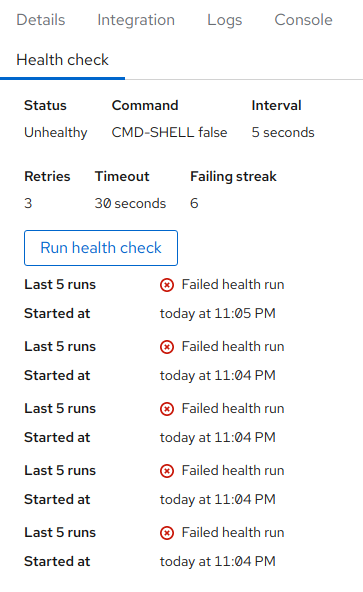 Details Integration Logs Console
Health check
Status Command Interval
Unhealthy CMD-SHELL false 5 seconds
Retries Timeout Failing streak
3 30 seconds 6
Run health check
Last 5 runs Failed health run
Started at today at 11:05 PM
Last 5 runs Failed health run
Started at today at 11:04 PM
Last 5 runs Failed health run
Started at today at 11:04 PM
Last 5 runs Failed health run
Started at today at 11:04 PM
Last 5 runs Failed health run
Started at today at 11:04 PM